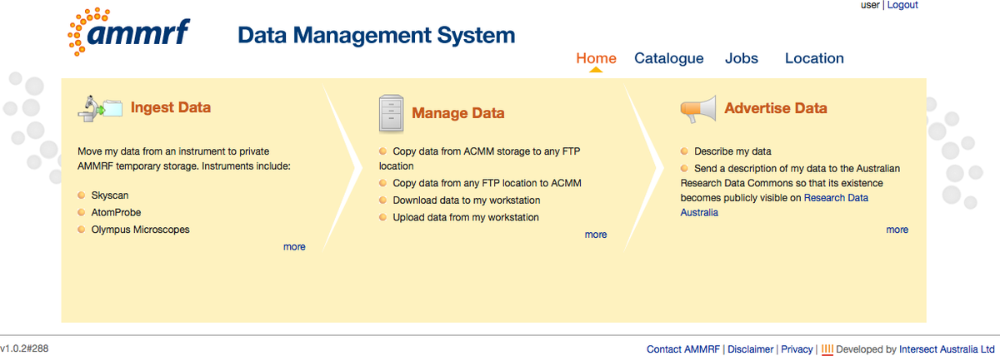 user | Logout
ammrf
Data Management System
Home Catalogue Jobs Location
Ingest Data
Move my data from an instrument to private
AMMRF temporary storage. Instruments include:
Skyscan
AtomProbe
Olympus Microscopes
more
Manage Data
Copy data from ACMM storage to any FTP
location
Copy data from any FTP location to ACMM
Download data to my workstation
Upload data from my workstation
more
Advertise Data
Describe my data
Send a description of my data to the Australian
Research Data Commons so that its existence
becomes publicly visible on Research Data
Australia
more
v1.0.2#288
Contact AMMRF | Disclaimer | Privacy | Developed by Intersect Australia Ltd